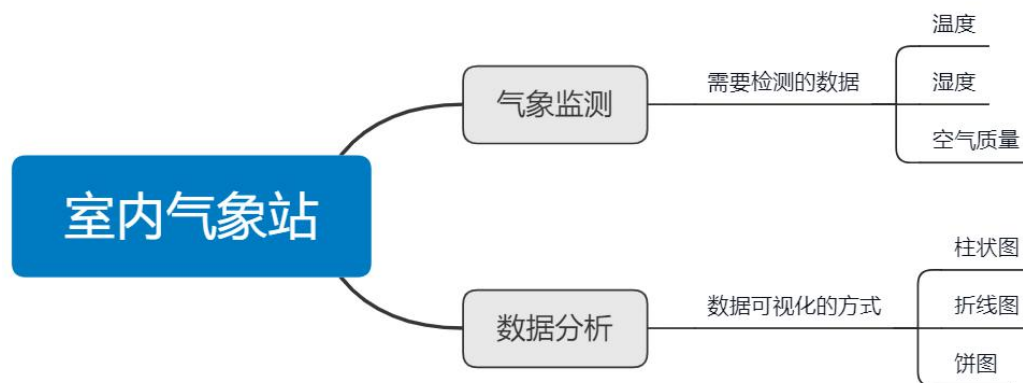 室内气象站
气象监测
需要检测的数据
温度
湿度
空气质量
数据分析
数据可视化的方式
柱状图
折线图
饼图